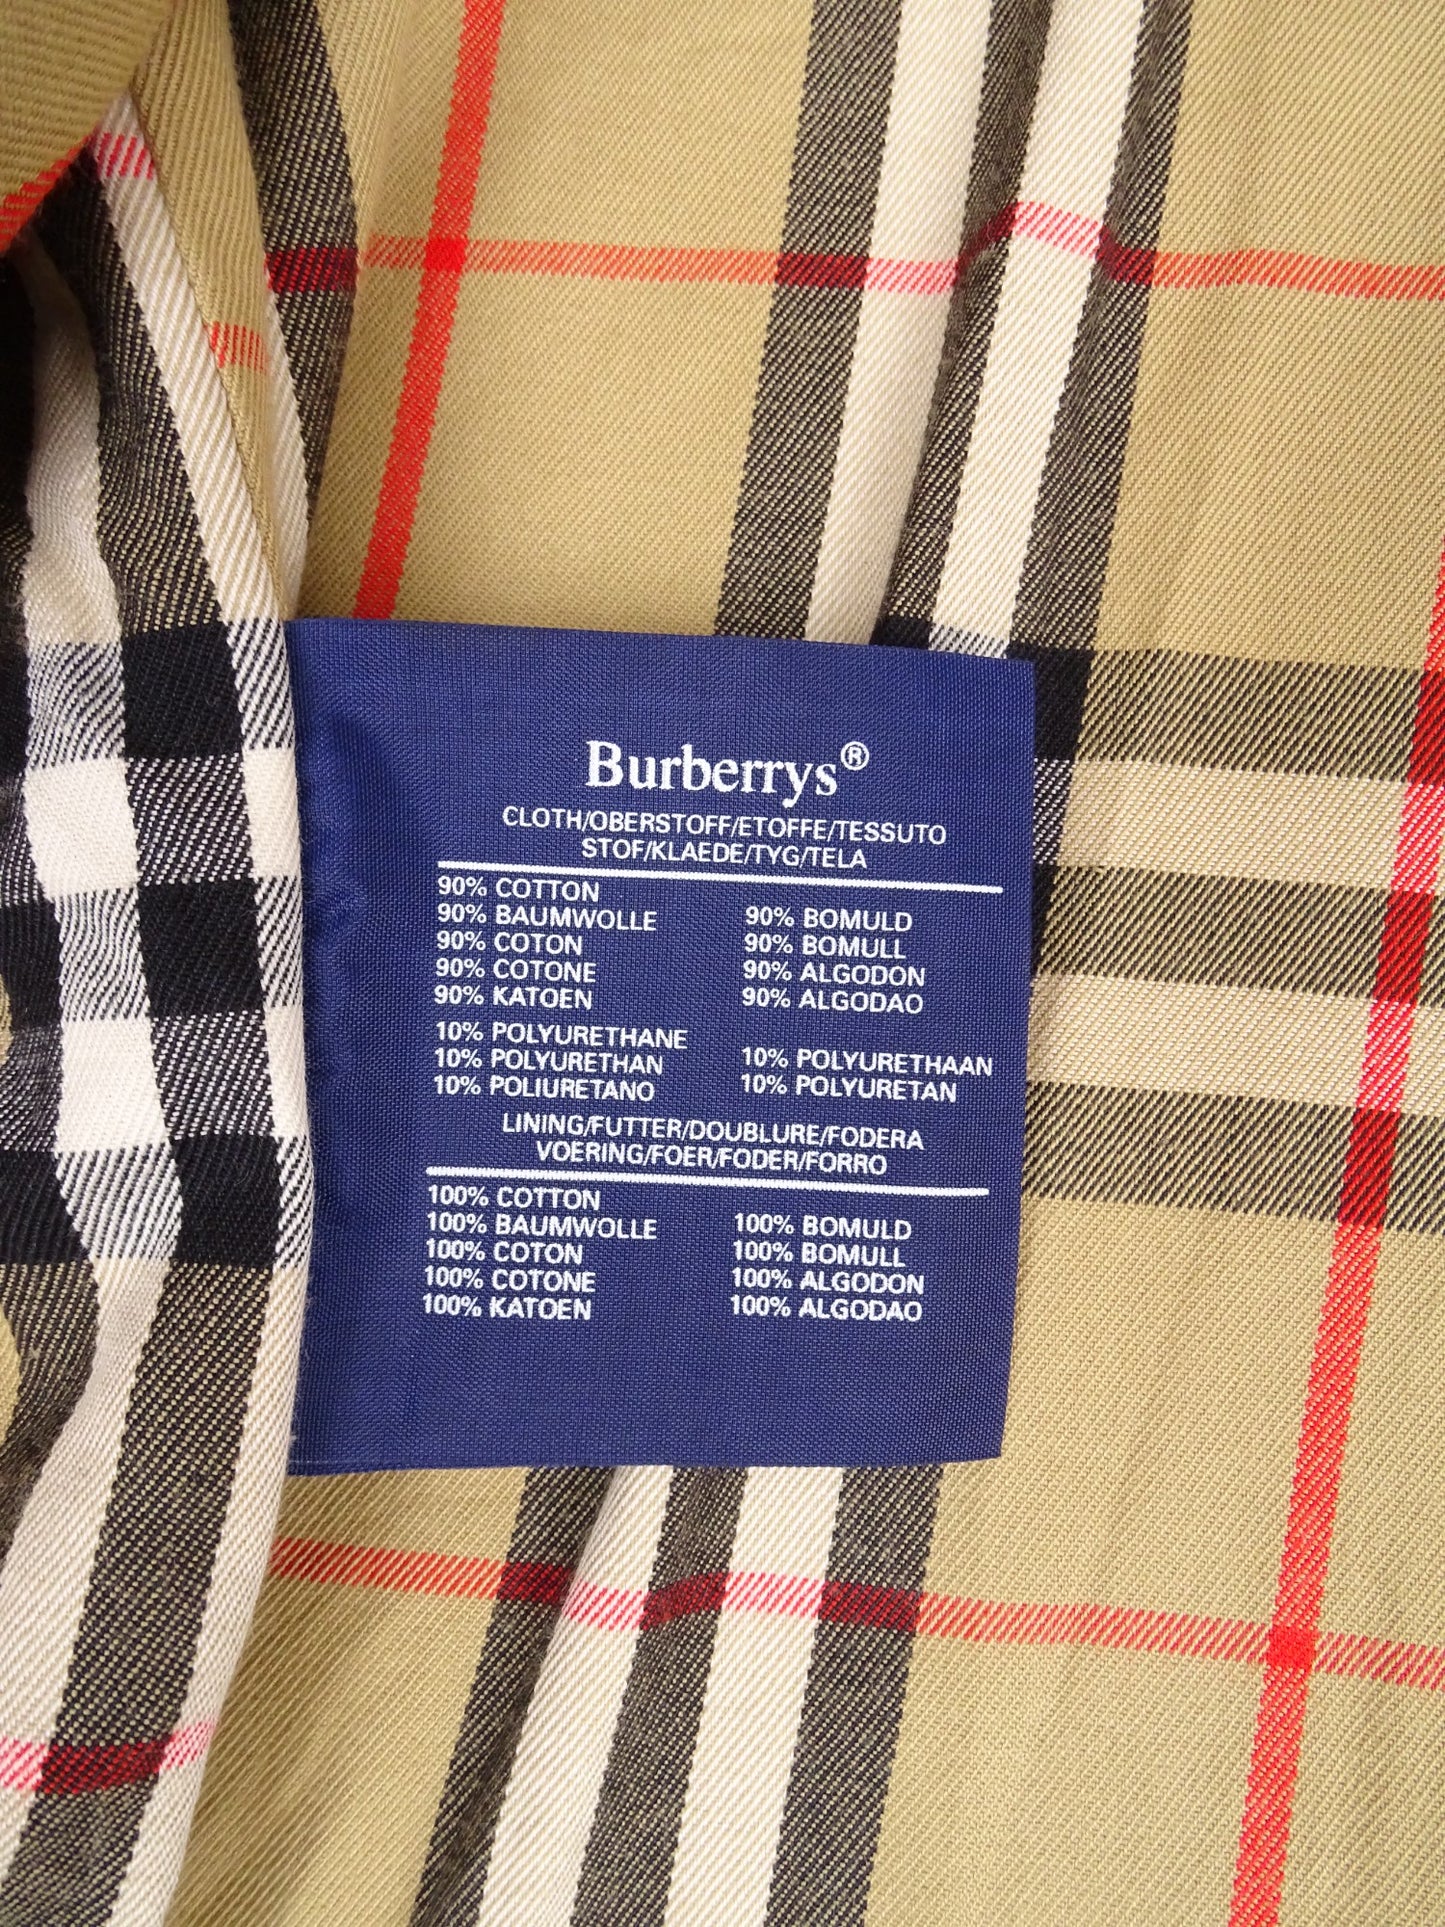 Burberrys®
CLOTH/OBERSTOFF/ETOFFE/TESSUTO
STOF/KLAEDE/TYG/TELA
90% COTTON
90% BAUMWOLLE 90% BOMULD
90% COTON 90% BOMULL
90% COTONE 90% ALGODON
90% KATOEN 90% ALGODAO
10% POLYURETHANE
10% POLYURETHAN 10% POLYURETHAAN
10% POLIURETANO 10% POLYURETAN
LINING/FUTTER/DOUBLURE/FODERA
VOERING/FOER/FODER/FORRO
100% COTTON
100% BAUMWOLLE 100% BOMULD
100% COTON 100% BOMULL
100% COTONE 100% ALGODON
100% KATOEN 100% ALGODAO